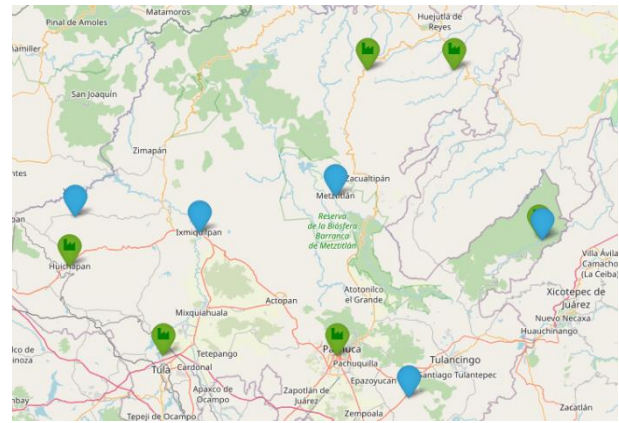 Matamoros
Pinal de Amoles
Huejutla de
Reyes
San Joaquín
Zimapán
Zacualtipán
Metztitlán
Ixmiquilpan
Reserva
de la Biósfera
Barranca
de Metztitlán
Huichapan
Villa Ávila
Camacho
(La Ceiba)
Xicotepec de
Juárez
Nuevo Necaxa
Huauchinango
Atotonilco
el Grande
Actopan
Mixquiahuala
Tulancingo
Pachuquilla
Santiago Tulantepec
Epazoyucan
Tepetango
Tula
Cardonal
Apaxco de
Ocampo
Zapotlán de
Juárez
Zempoala
Zacatlán
Tepeji de Ocampo